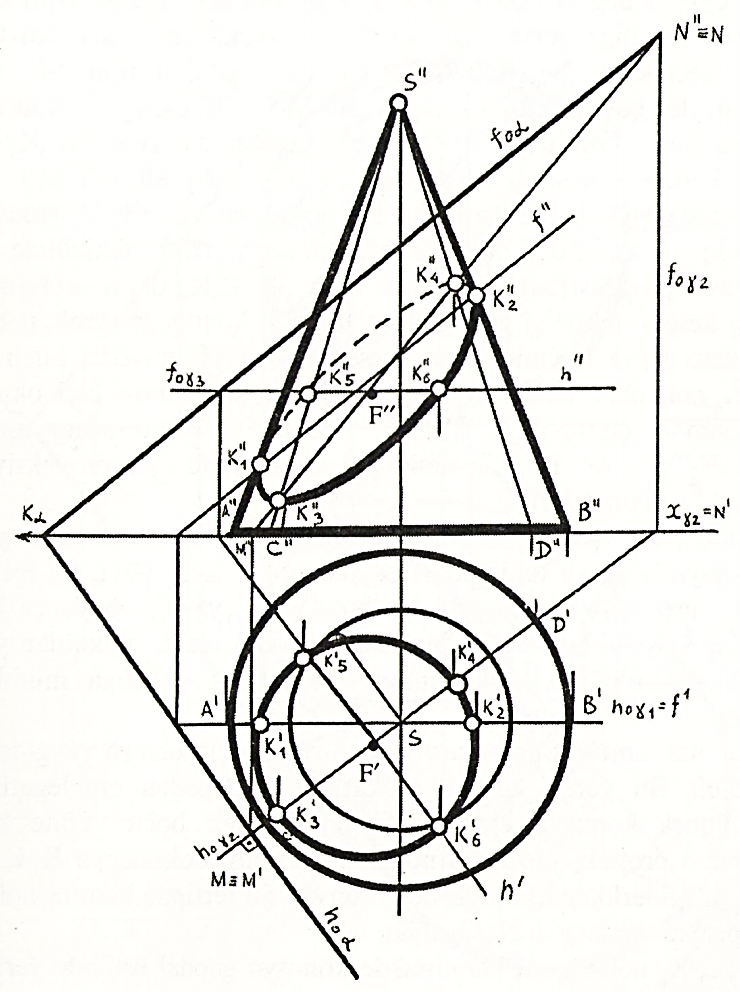 N''≡N
S''
f₀α
f''
K''₄
K''₂
f₀γ₂
f₀γ₃
K''₅
K''₆
h''
F''
K''₁
Kα
A''
K''₃
B''
xγ₂=N'
M''
C''
D''
D'
K'₅
K'₄
A'
K'₁
K'₂
B'
h₀γ₁=f'
S
F'
K'₃
K'₆
h₀γ₂
c
M≡M'
h'
h₀α